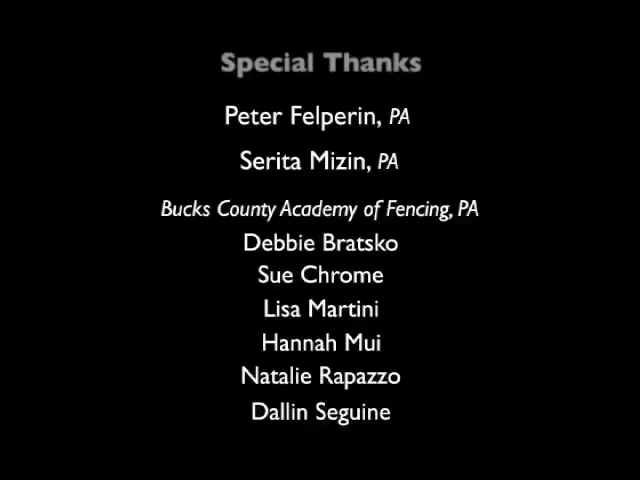 Special Thanks
Peter Felperin, PA
Serita Mizin, PA
Bucks County Academy of Fencing, PA
Debbie Bratsko
Sue Chrome
Lisa Martini
Hannah Mui
Natalie Rapazzo
Dallin Seguine